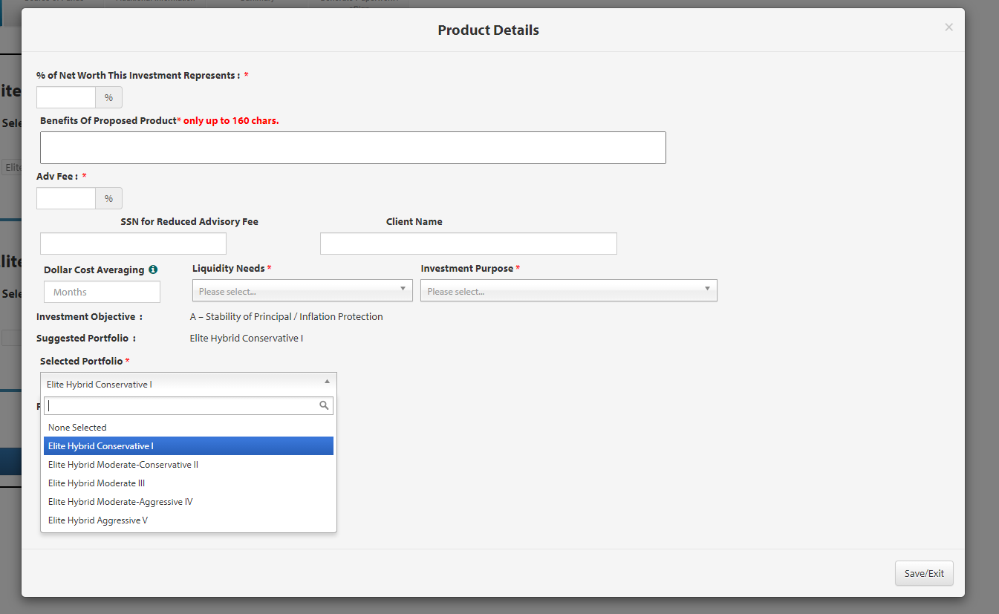 Product Details
×
% of Net Worth This Investment Represents : *
%
Benefits Of Proposed Product* only up to 160 chars.
Adv Fee : *
%
SSN for Reduced Advisory Fee
Client Name
Dollar Cost Averaging
Liquidity Needs *
Investment Purpose *
Months
Please select...
Please select...
Investment Objective :
A – Stability of Principal / Inflation Protection
Suggested Portfolio :
Elite Hybrid Conservative I
Selected Portfolio *
Elite Hybrid Conservative I
None Selected
Elite Hybrid Conservative I
Elite Hybrid Moderate-Conservative II
Elite Hybrid Moderate III
Elite Hybrid Moderate-Aggressive IV
Elite Hybrid Aggressive V
Save/Exit